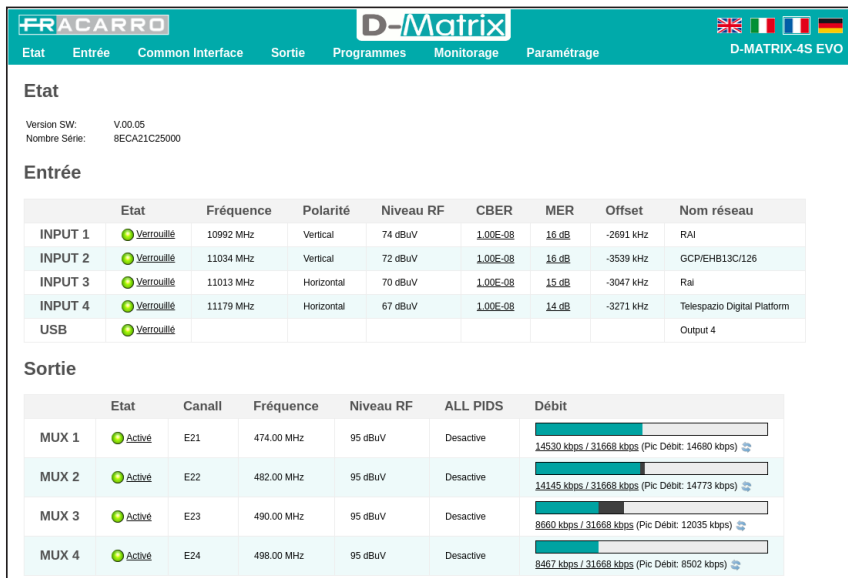 FRACARRO
D-Matrix
Etat Entrée Common Interface Sortie Programmes Monitorage Paramétrage
D-MATRIX-4S EVO
Etat
Version SW: V.00.05
Nombre Série: 8ECA21C25000
Entrée
Etat Fréquence Polarité Niveau RF CBER MER Offset Nom réseau
INPUT 1 Verrouillé 10992 MHz Vertical 74 dBuV 1.00E-08 16 dB -2691 kHz RAI
INPUT 2 Verrouillé 11034 MHz Vertical 72 dBuV 1.00E-08 16 dB -3539 kHz GCP/EHB13C/126
INPUT 3 Verrouillé 11013 MHz Horizontal 70 dBuV 1.00E-08 15 dB -3047 kHz Rai
INPUT 4 Verrouillé 11179 MHz Horizontal 67 dBuV 1.00E-08 14 dB -3271 kHz Telespazio Digital Platform
USB Verrouillé Output 4
Sortie
Etat Canall Fréquence Niveau RF ALL PIDS Débit
MUX 1 Activé E21 474.00 MHz 95 dBuV Desactive 14530 kbps / 31668 kbps (Pic Débit: 14680 kbps)
MUX 2 Activé E22 482.00 MHz 95 dBuV Desactive 14145 kbps / 31668 kbps (Pic Débit: 14773 kbps)
MUX 3 Activé E23 490.00 MHz 95 dBuV Desactive 8660 kbps / 31668 kbps (Pic Débit: 12035 kbps)
MUX 4 Activé E24 498.00 MHz 95 dBuV Desactive 8467 kbps / 31668 kbps (Pic Débit: 8502 kbps)